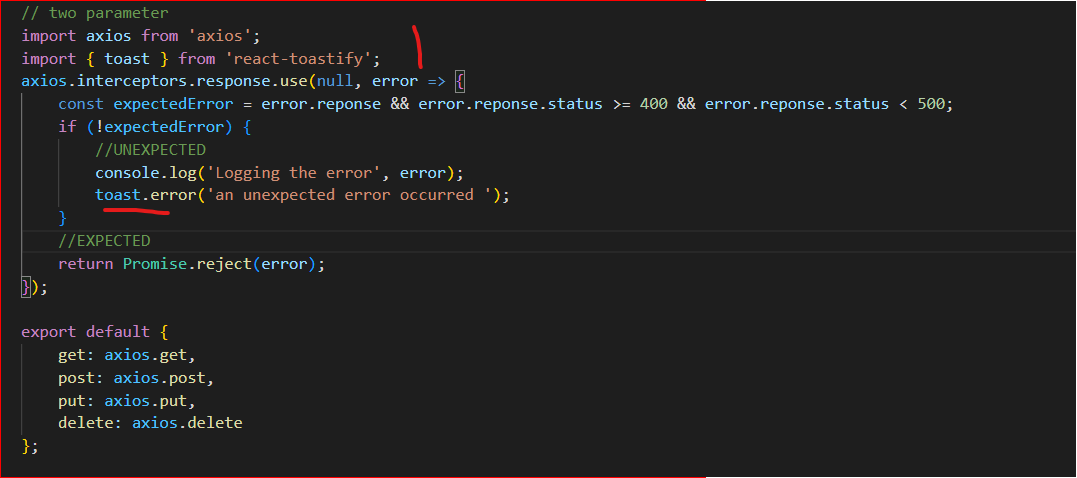 // two parameter
import axios from 'axios';
import { toast } from 'react-toastify';
axios.interceptors.response.use(null, error => {
const expectedError = error.reponse && error.reponse.status >= 400 && error.reponse.status < 500;
if (!expectedError) {
//UNEXPECTED
console.log('Logging the error', error);
toast.error('an unexpected error occurred ');
}
//EXPECTED
return Promise.reject(error);
});
export default {
get: axios.get,
post: axios.post,
put: axios.put,
delete: axios.delete
};